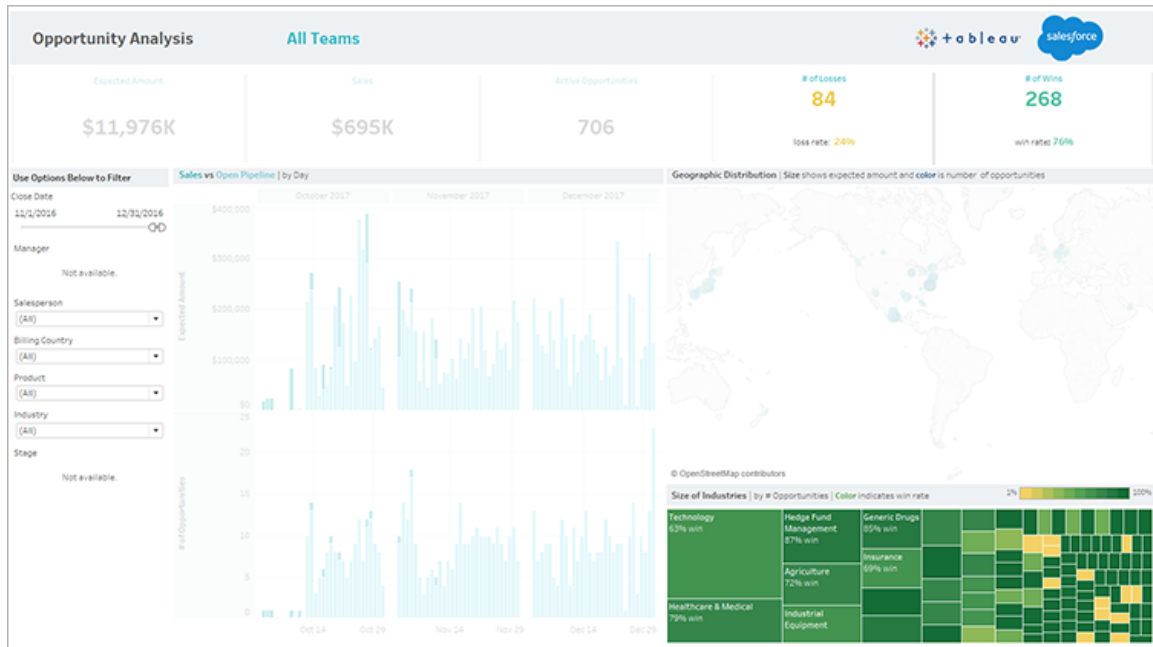 Opportunity Analysis
All Teams
+ a b l e a u
salesforce
Expected Amount
$11,976K
Sales
$695K
Active Opportunities
706
# of Losses
84
loss rate: 24%
# of Wins
268
win rate: 76%
Use Options Below to Filter
Close Date
11/1/2016
12/31/2016
Manager
Not available.
Salesperson
(All)
Billing Country
(All)
Product
(All)
Industry
(All)
Stage
Not available.
Sales vs Open Pipeline | by Day
October 2017
November 2017
December 2017
Expected Amount
$400,000
$300,000
$200,000
$100,000
$0
# of Opportunities
25
20
15
10
5
0
Oct 14
Oct 29
Nov 14
Nov 29
Dec 14
Dec 29
Geographic Distribution | Size shows expected amount and color is number of opportunities
© OpenStreetMap contributors
Size of Industries | by # Opportunities | Color indicates win rate
100%
Technology
63% win
Healthcare & Medical
79% win
Hedge Fund
Management
87% win
Agriculture
72% win
Industrial
Equipment
Generic Drugs
85% win
Insurance
69% win